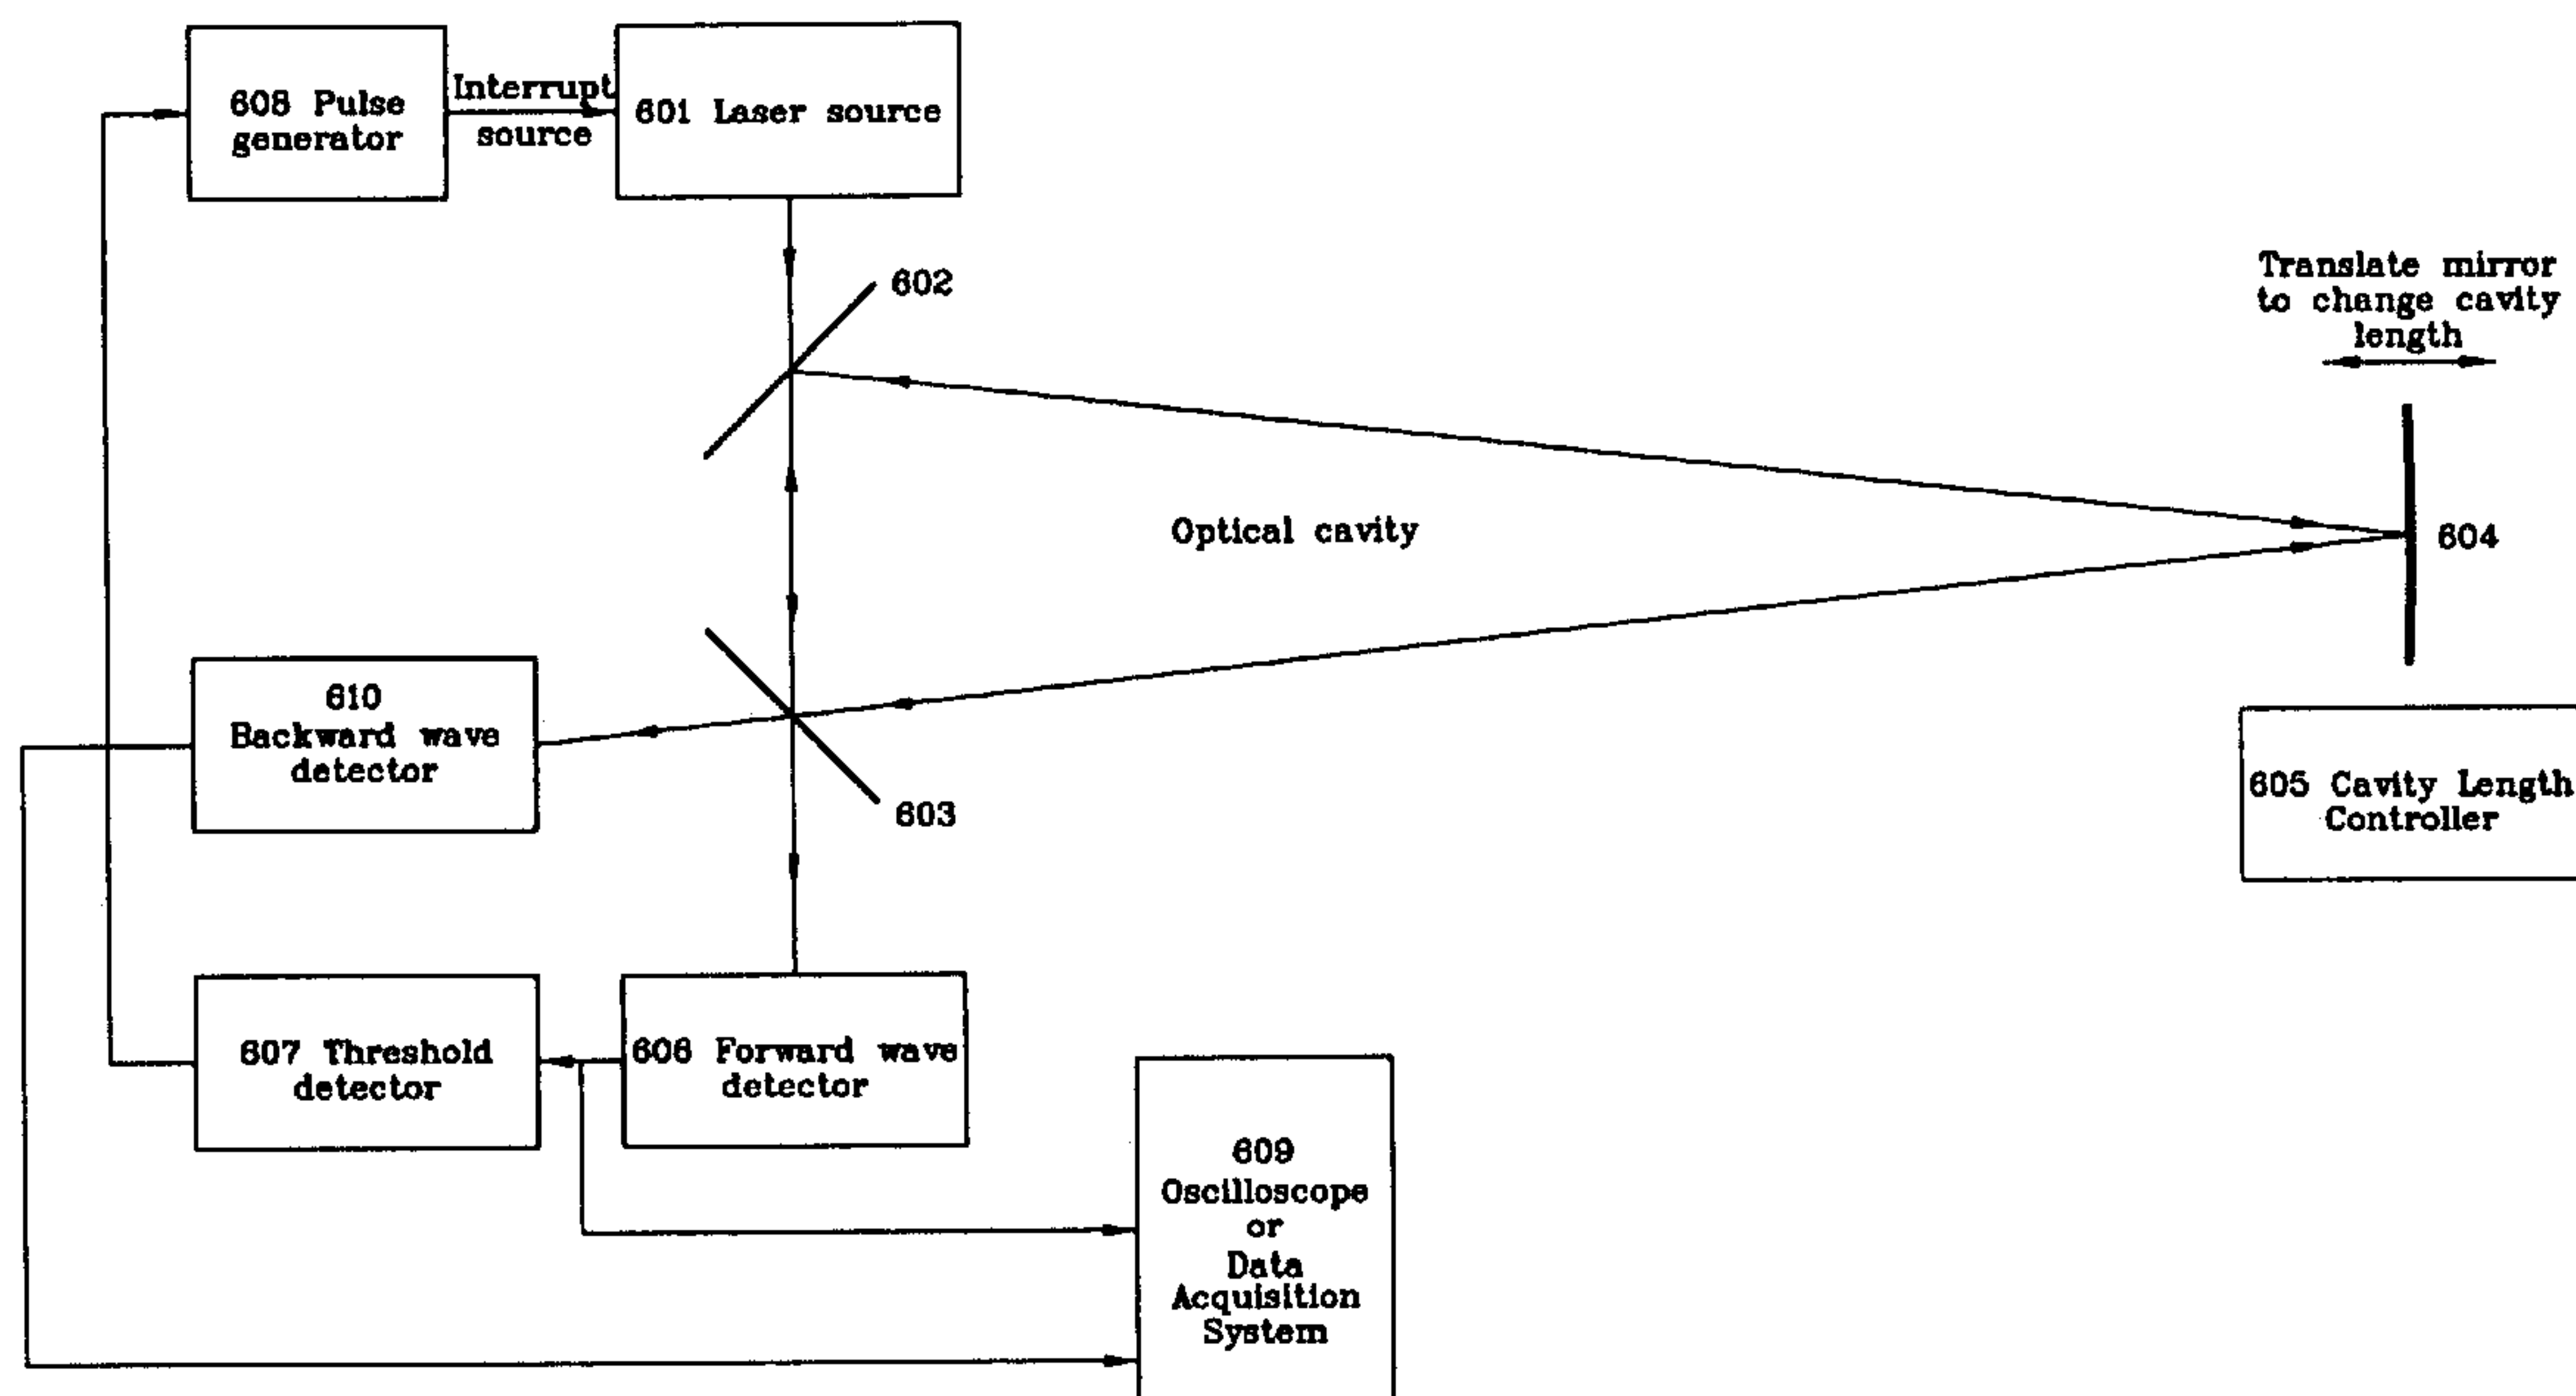 608 Pulse
generator
Interrupt
source
601 Laser source
602
Translate mirror
to change cavity
length
Optical cavity
604
610
Backward wave
detector
603
605 Cavity Length
Controller
607 Threshold
detector
606 Forward wave
detector
609
Oscilloscope
or
Data
Acquisition
System